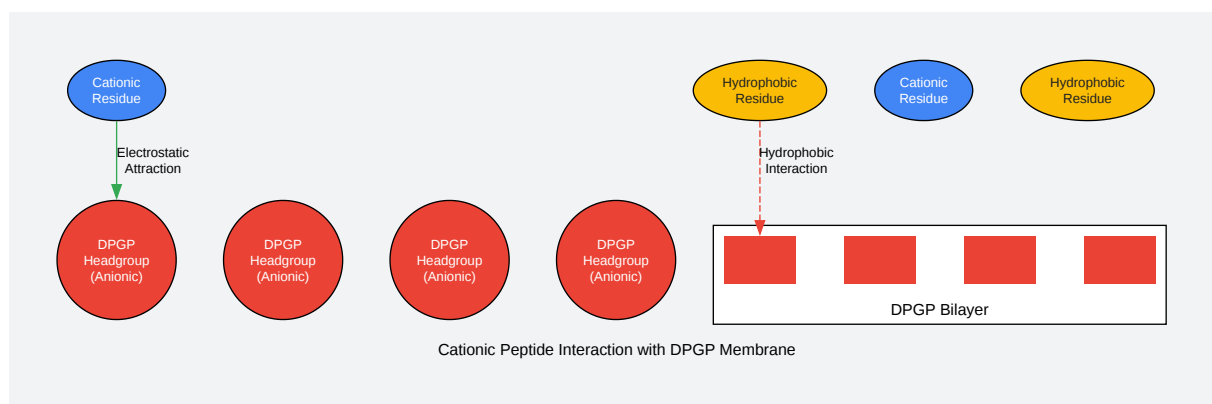 Cationic
Residue
Hydrophobic
Residue
Cationic
Residue
Hydrophobic
Residue
Electrostatic
Attraction
Hydrophobic
Interaction
DPGP
Headgroup
(Anionic)
DPGP
Headgroup
(Anionic)
DPGP
Headgroup
(Anionic)
DPGP
Headgroup
(Anionic)
DPGP Bilayer
Cationic Peptide Interaction with DPGP Membrane